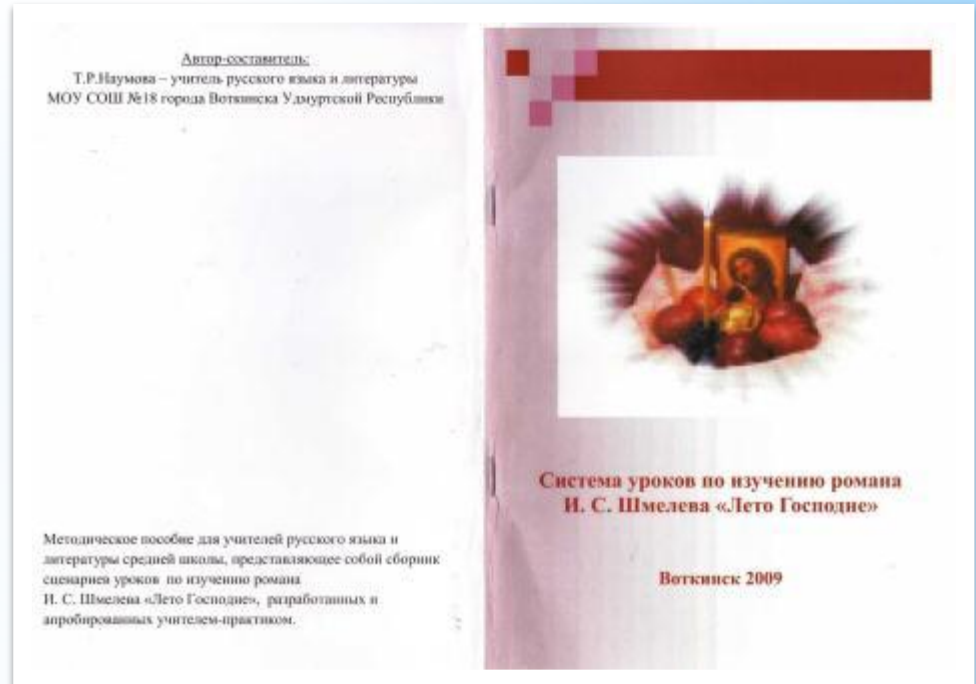 Автор-составитель:
Т.Р.Наумова – учитель русского языка и литературы
МОУ СОШ №18 города Воткинска Удмуртской Республики
Методическое пособие для учителей русского языка и
литературы средней школы, представляющее собой сборник
сценариев уроков по изучению романа
И. С. Шмелева «Лето Господне», разработанных и
апробированных учителем-практиком.
Система уроков по изучению романа
И. С. Шмелева «Лето Господне»
Воткинск 2009